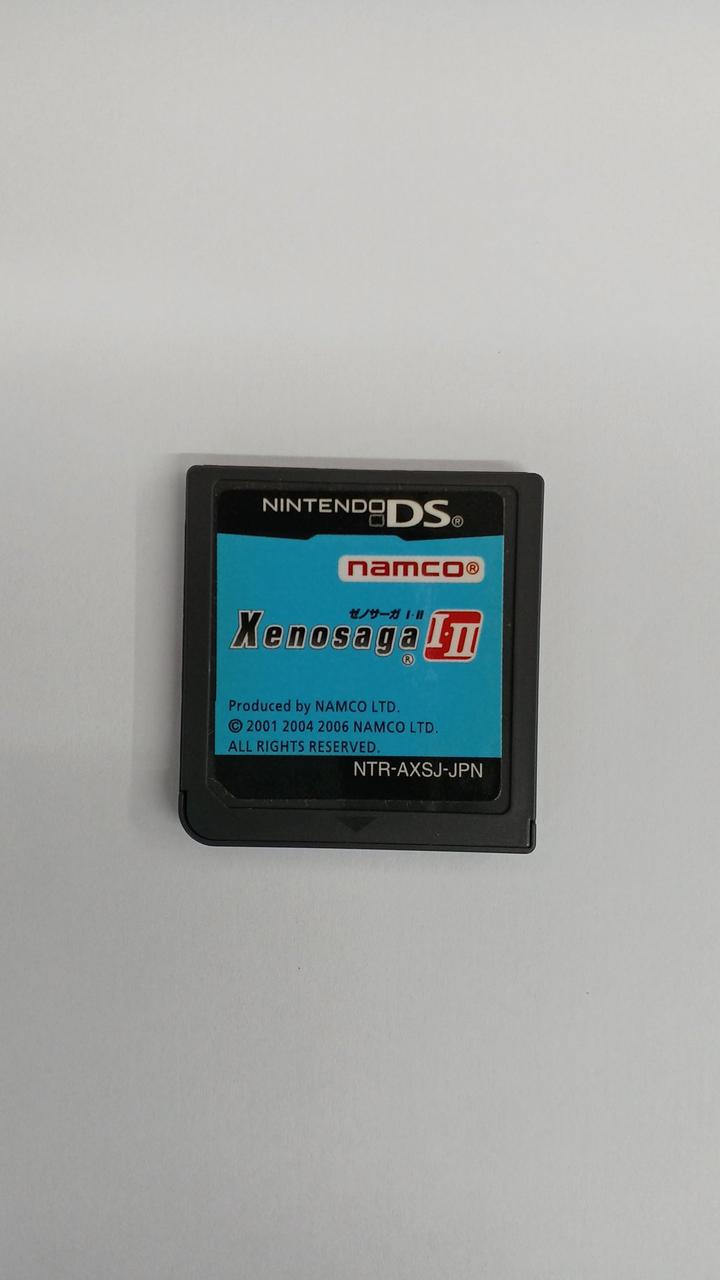 NINTENDO DS®
namco®
ゼノサーガ I・II
Xenosaga® I・II
Produced by NAMCO LTD.
© 2001 2004 2006 NAMCO LTD.
ALL RIGHTS RESERVED.
NTR-AXSJ-JPN